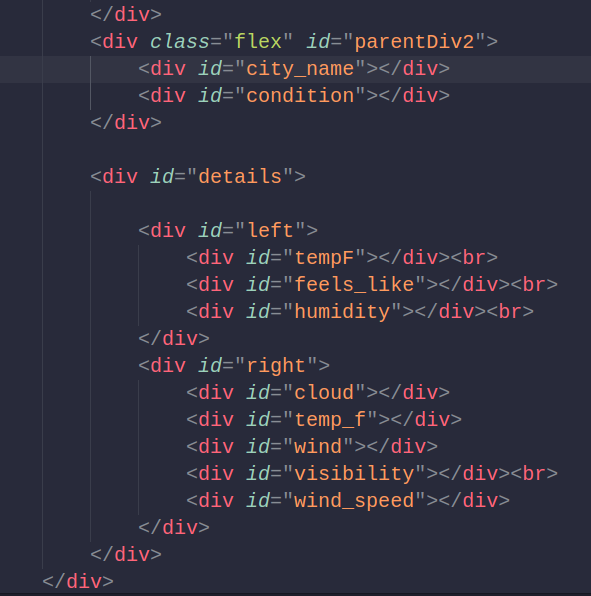 </div>
<div class="flex" id="parentDiv2">
<div id="city_name"></div>
<div id="condition"></div>
</div>
<div id="details">
<div id="left">
<div id="tempF"></div><br>
<div id="feels_like"></div><br>
<div id="humidity"></div><br>
</div>
<div id="right">
<div id="cloud"></div>
<div id="temp_f"></div>
<div id="wind"></div>
<div id="visibility"></div><br>
<div id="wind_speed"></div>
</div>
</div>
</div>